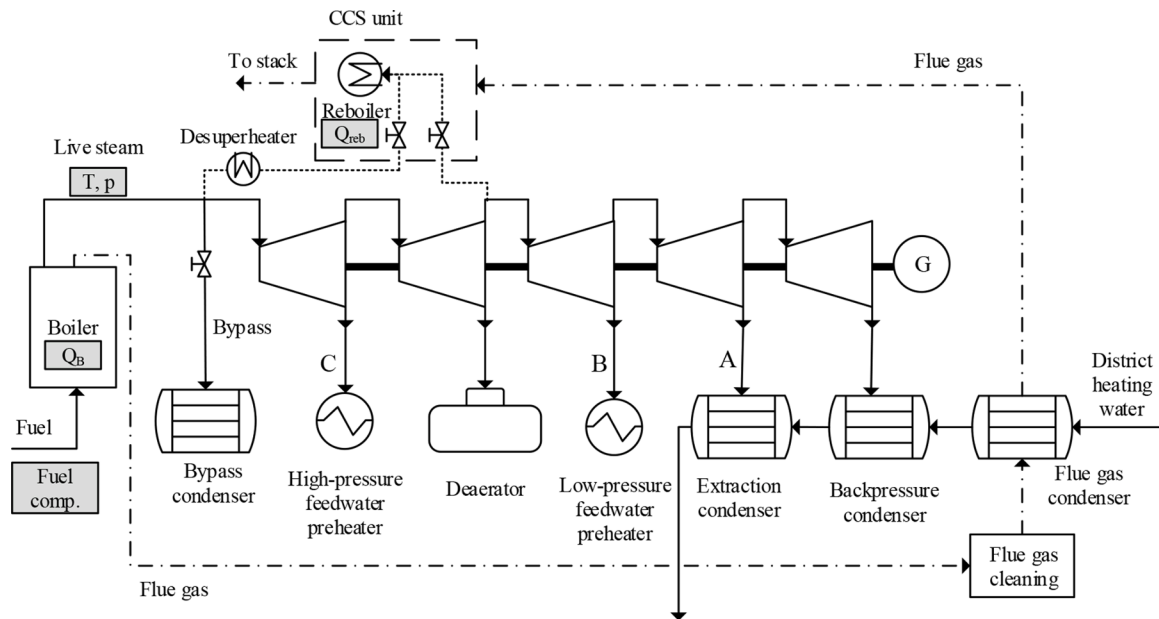 CCS unit
To stack
Flue gas
Reboiler
Qreb
Desuperheater
Live steam
T, p
G
Boiler
QB
Bypass
C
B
A
District
heating
water
Fuel
Fuel
comp.
Bypass
condenser
High-pressure
feedwater
preheater
Deaerator
Low-pressure
feedwater
preheater
Extraction
condenser
Backpressure
condenser
Flue gas
condenser
Flue gas
cleaning
Flue gas